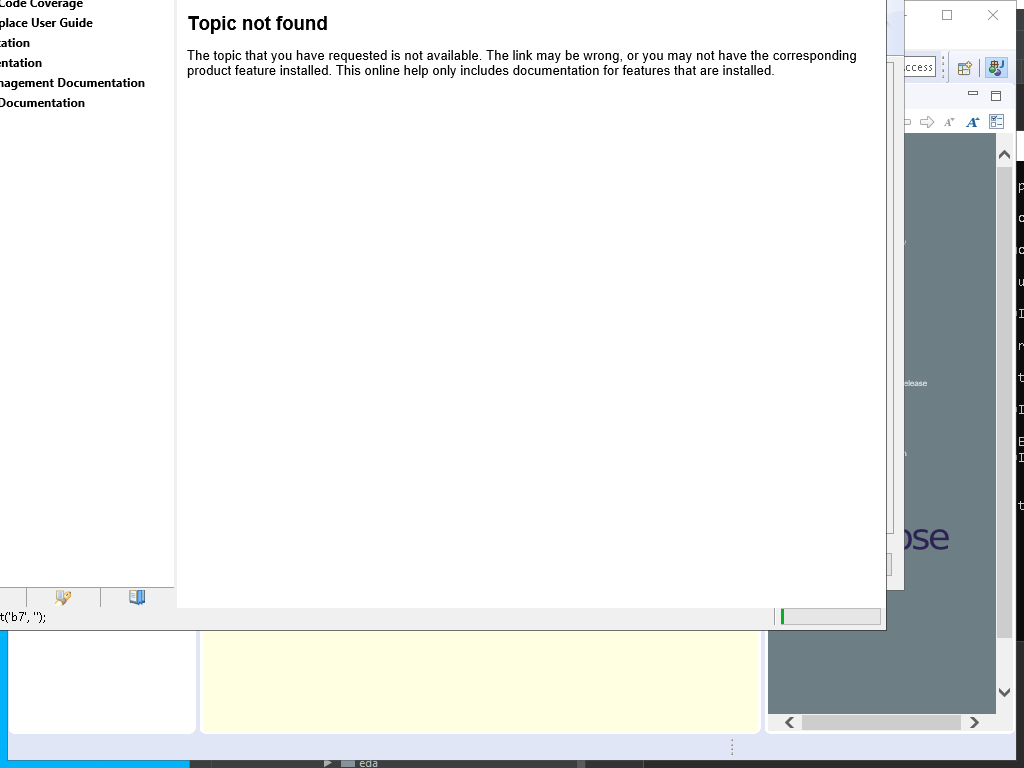 Code Coverage
place User Guide
tation
entation
nagement Documentation
Documentation
Topic not found
The topic that you have requested is not available. The link may be wrong, or you may not have the corresponding
product feature installed. This online help only includes documentation for features that are installed.
ccess
elease
ose
t('b7', '');
eda